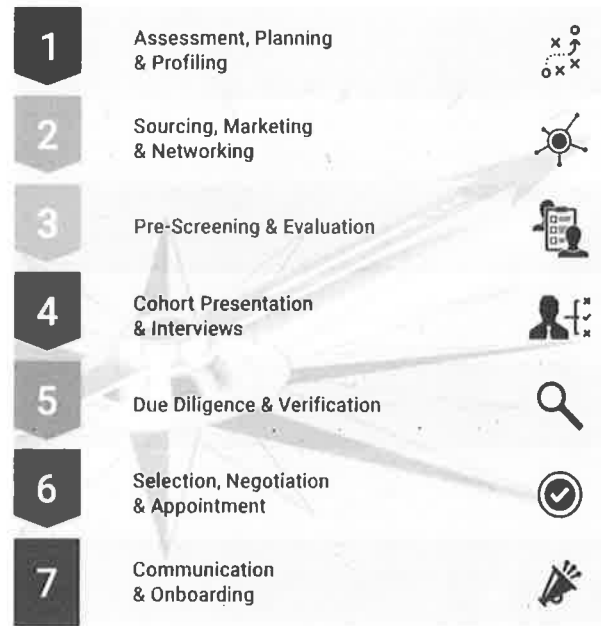 1
Assessment, Planning
& Profiling
2
Sourcing, Marketing
& Networking
3
Pre-Screening & Evaluation
4
Cohort Presentation
& Interviews
5
Due Diligence & Verification
6
Selection, Negotiation
& Appointment
7
Communication
& Onboarding